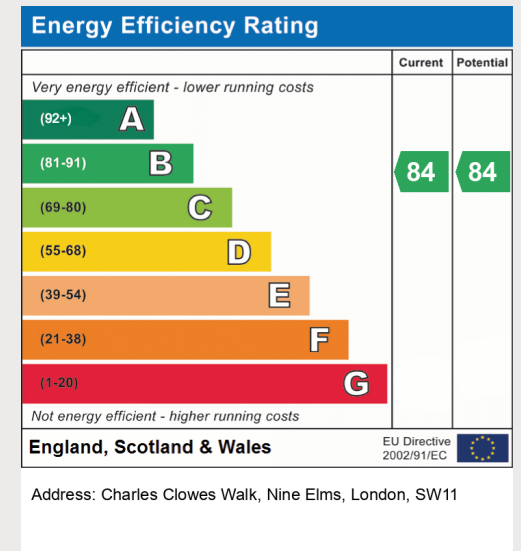 Energy Efficiency Rating
Current Potential
Very energy efficient - lower running costs
(92+) A
(81-91) B
84 84
(69-80) C
(55-68) D
(39-54) E
(21-38) F
(1-20) G
Not energy efficient - higher running costs
England, Scotland & Wales
EU Directive
2002/91/EC
Address: Charles Clowes Walk, Nine Elms, London, SW11